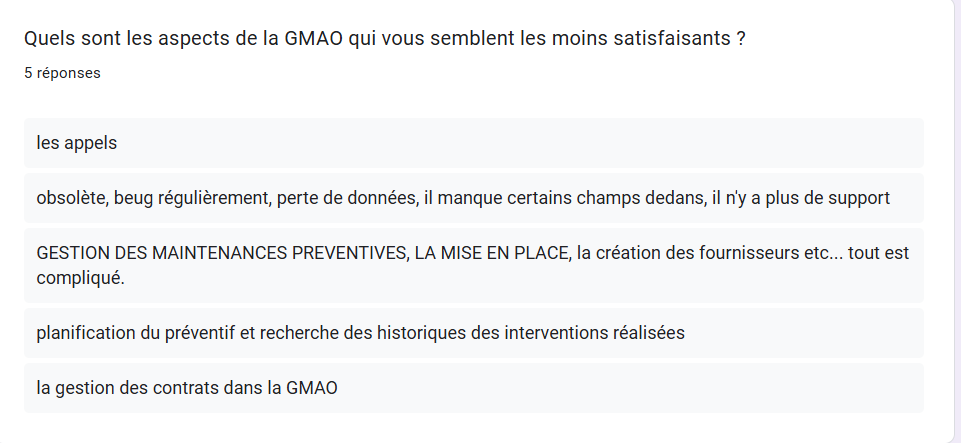 Quels sont les aspects de la GMAO qui vous semblent les moins satisfaisants ?
5 réponses
les appels
obsolète, beug régulièrement, perte de données, il manque certains champs dedans, il n'y a plus de support
GESTION DES MAINTENANCES PREVENTIVES, LA MISE EN PLACE, la création des fournisseurs etc... tout est
compliqué.
planification du préventif et recherche des historiques des interventions réalisées
la gestion des contrats dans la GMAO